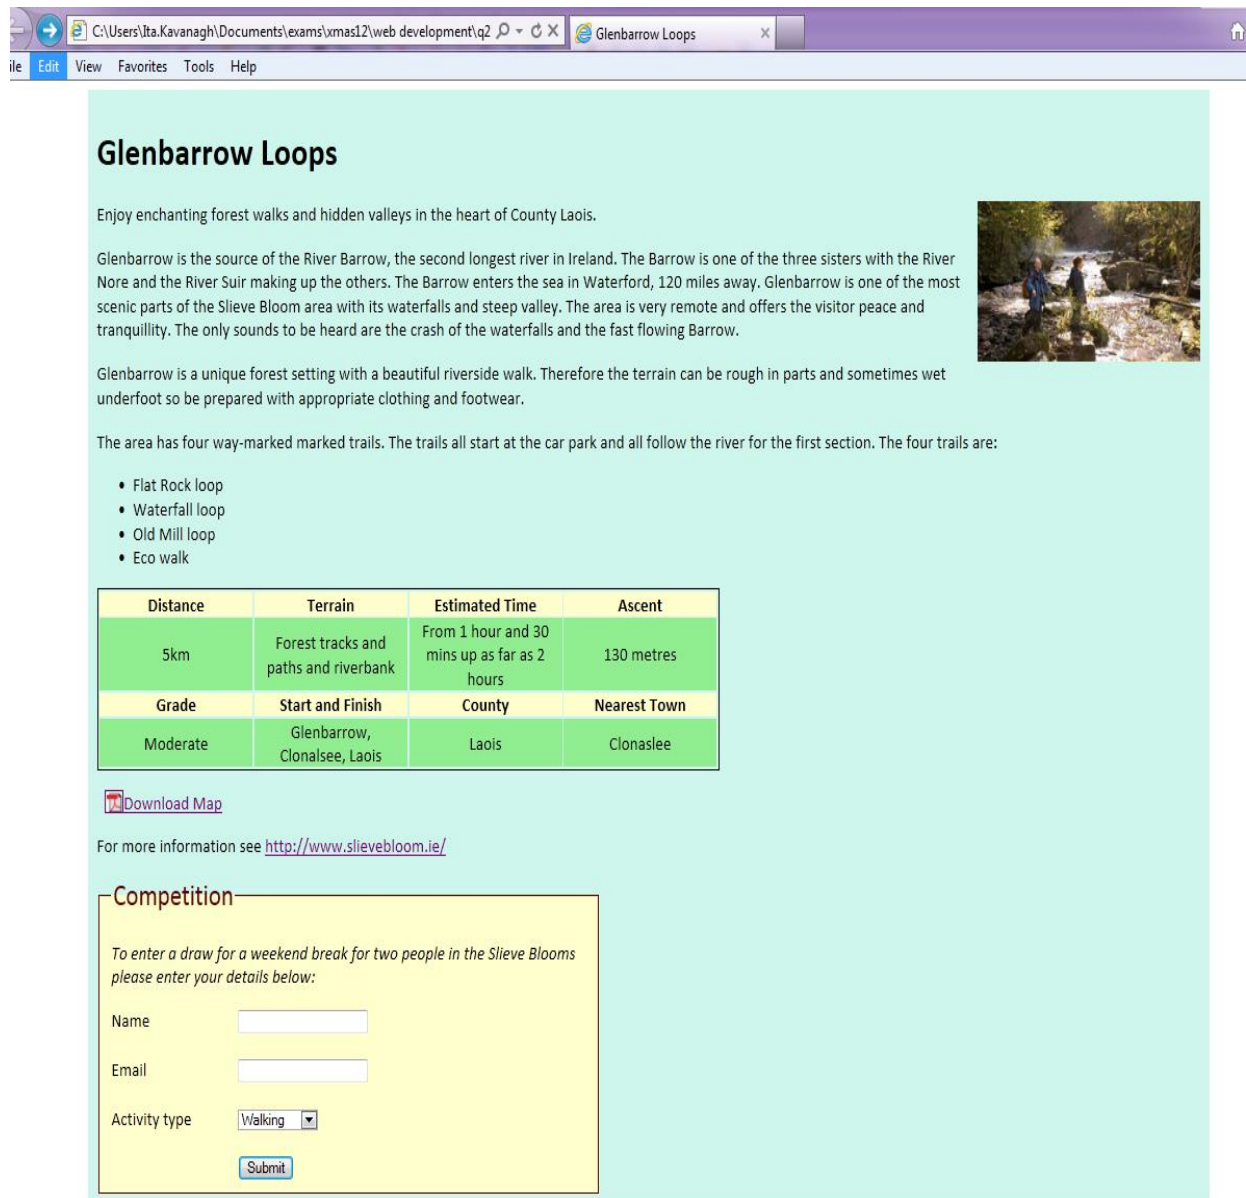 C:\Users\Ita.Kavanagh\Documents\exams\xmas12\web development\q2
Glenbarrow Loops
Edit View Favorites Tools Help
Glenbarrow Loops
Enjoy enchanting forest walks and hidden valleys in the heart of County Laois.
Glenbarrow is the source of the River Barrow, the second longest river in Ireland. The Barrow is one of the three sisters with the River
Nore and the River Suir making up the others. The Barrow enters the sea in Waterford, 120 miles away. Glenbarrow is one of the most
scenic parts of the Slieve Bloom area with its waterfalls and steep valley. The area is very remote and offers the visitor peace and
tranquillity. The only sounds to be heard are the crash of the waterfalls and the fast flowing Barrow.
Glenbarrow is a unique forest setting with a beautiful riverside walk. Therefore the terrain can be rough in parts and sometimes wet
underfoot so be prepared with appropriate clothing and footwear.
The area has four way-marked marked trails. The trails all start at the car park and all follow the river for the first section. The four trails are:
• Flat Rock loop
• Waterfall loop
• Old Mill loop
• Eco walk
Distance Terrain Estimated Time Ascent
5km Forest tracks and paths and riverbank From 1 hour and 30 mins up as far as 2 hours 130 metres
Grade Start and Finish County Nearest Town
Moderate Glenbarrow, Clonalsee, Laois Laois Clonaslee
Download Map
For more information see http://www.slievebloom.ie/
Competition
To enter a draw for a weekend break for two people in the Slieve Blooms
please enter your details below:
Name
Email
Activity type Walking
Submit